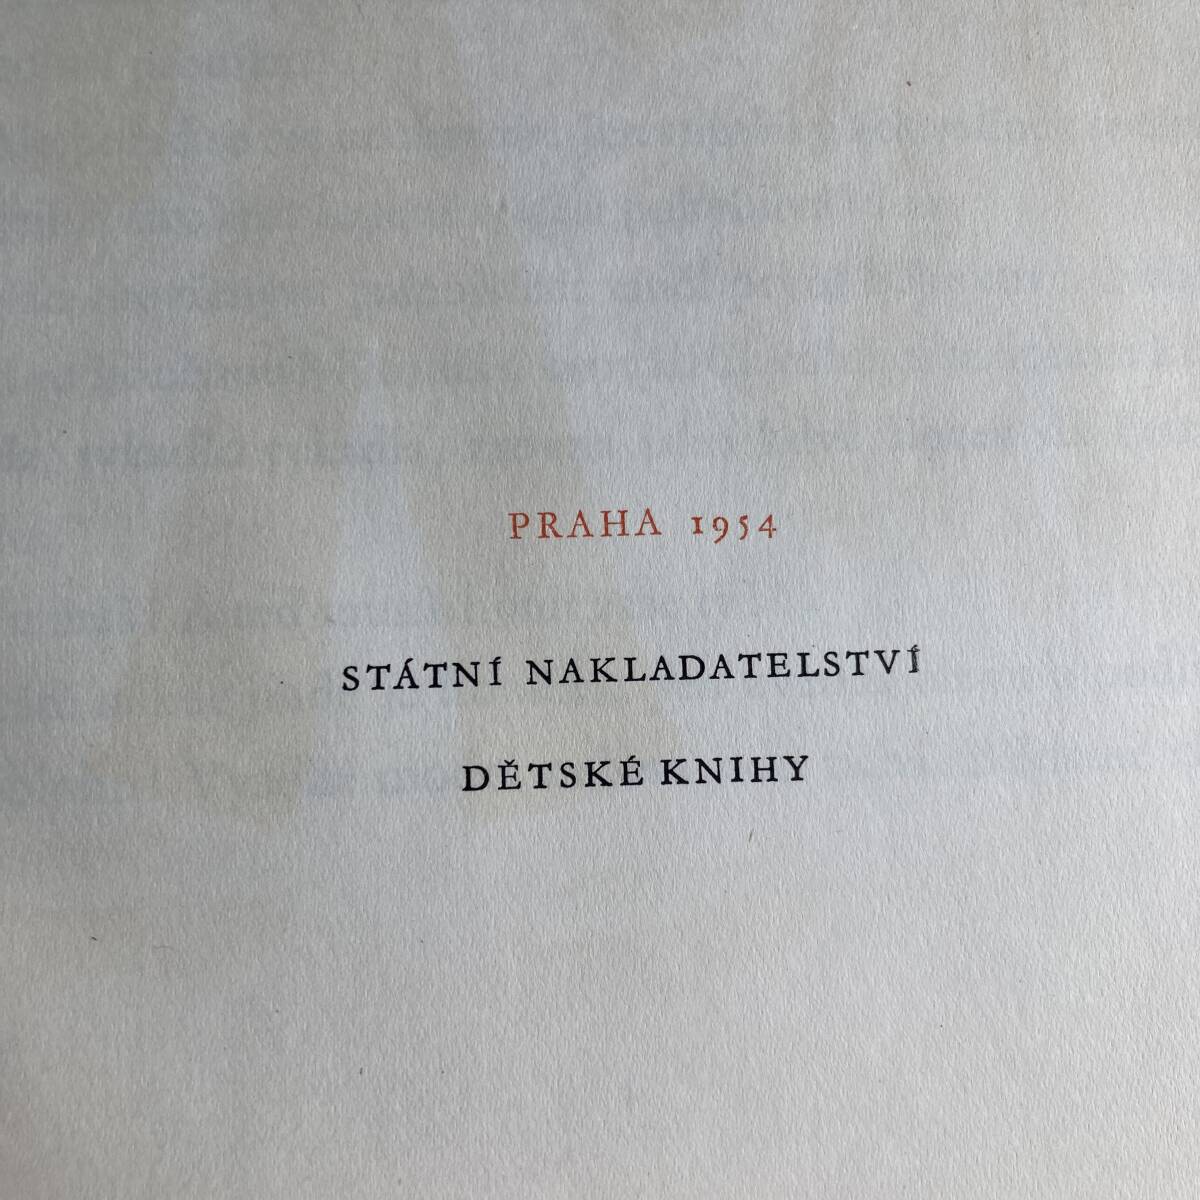 PRAHA 1954
STÁTNÍ NAKLADATELSTVÍ
DĚTSKÉ KNIHY